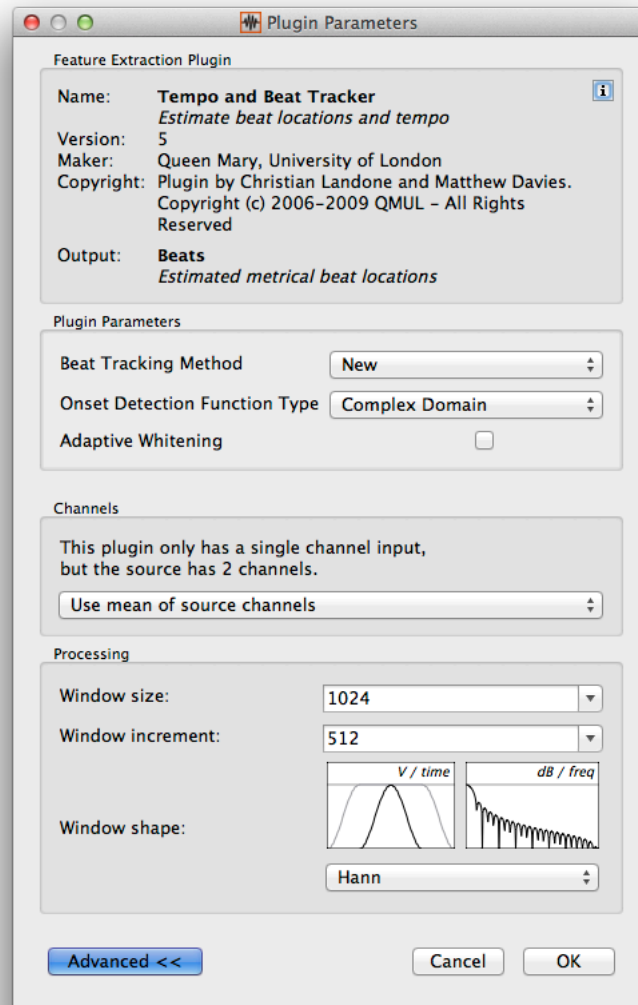 Plugin Parameters
Feature Extraction Plugin
Name: Tempo and Beat Tracker
Estimate beat locations and tempo
Version: 5
Maker: Queen Mary, University of London
Copyright: Plugin by Christian Landone and Matthew Davies.
Copyright (c) 2006-2009 QMUL - All Rights
Reserved
Output: Beats
Estimated metrical beat locations
Plugin Parameters
Beat Tracking Method New
Onset Detection Function Type Complex Domain
Adaptive Whitening
Channels
This plugin only has a single channel input,
but the source has 2 channels.
Use mean of source channels
Processing
Window size: 1024
Window increment: 512
V / time dB / freq
Window shape:
Hann
Advanced << Cancel OK